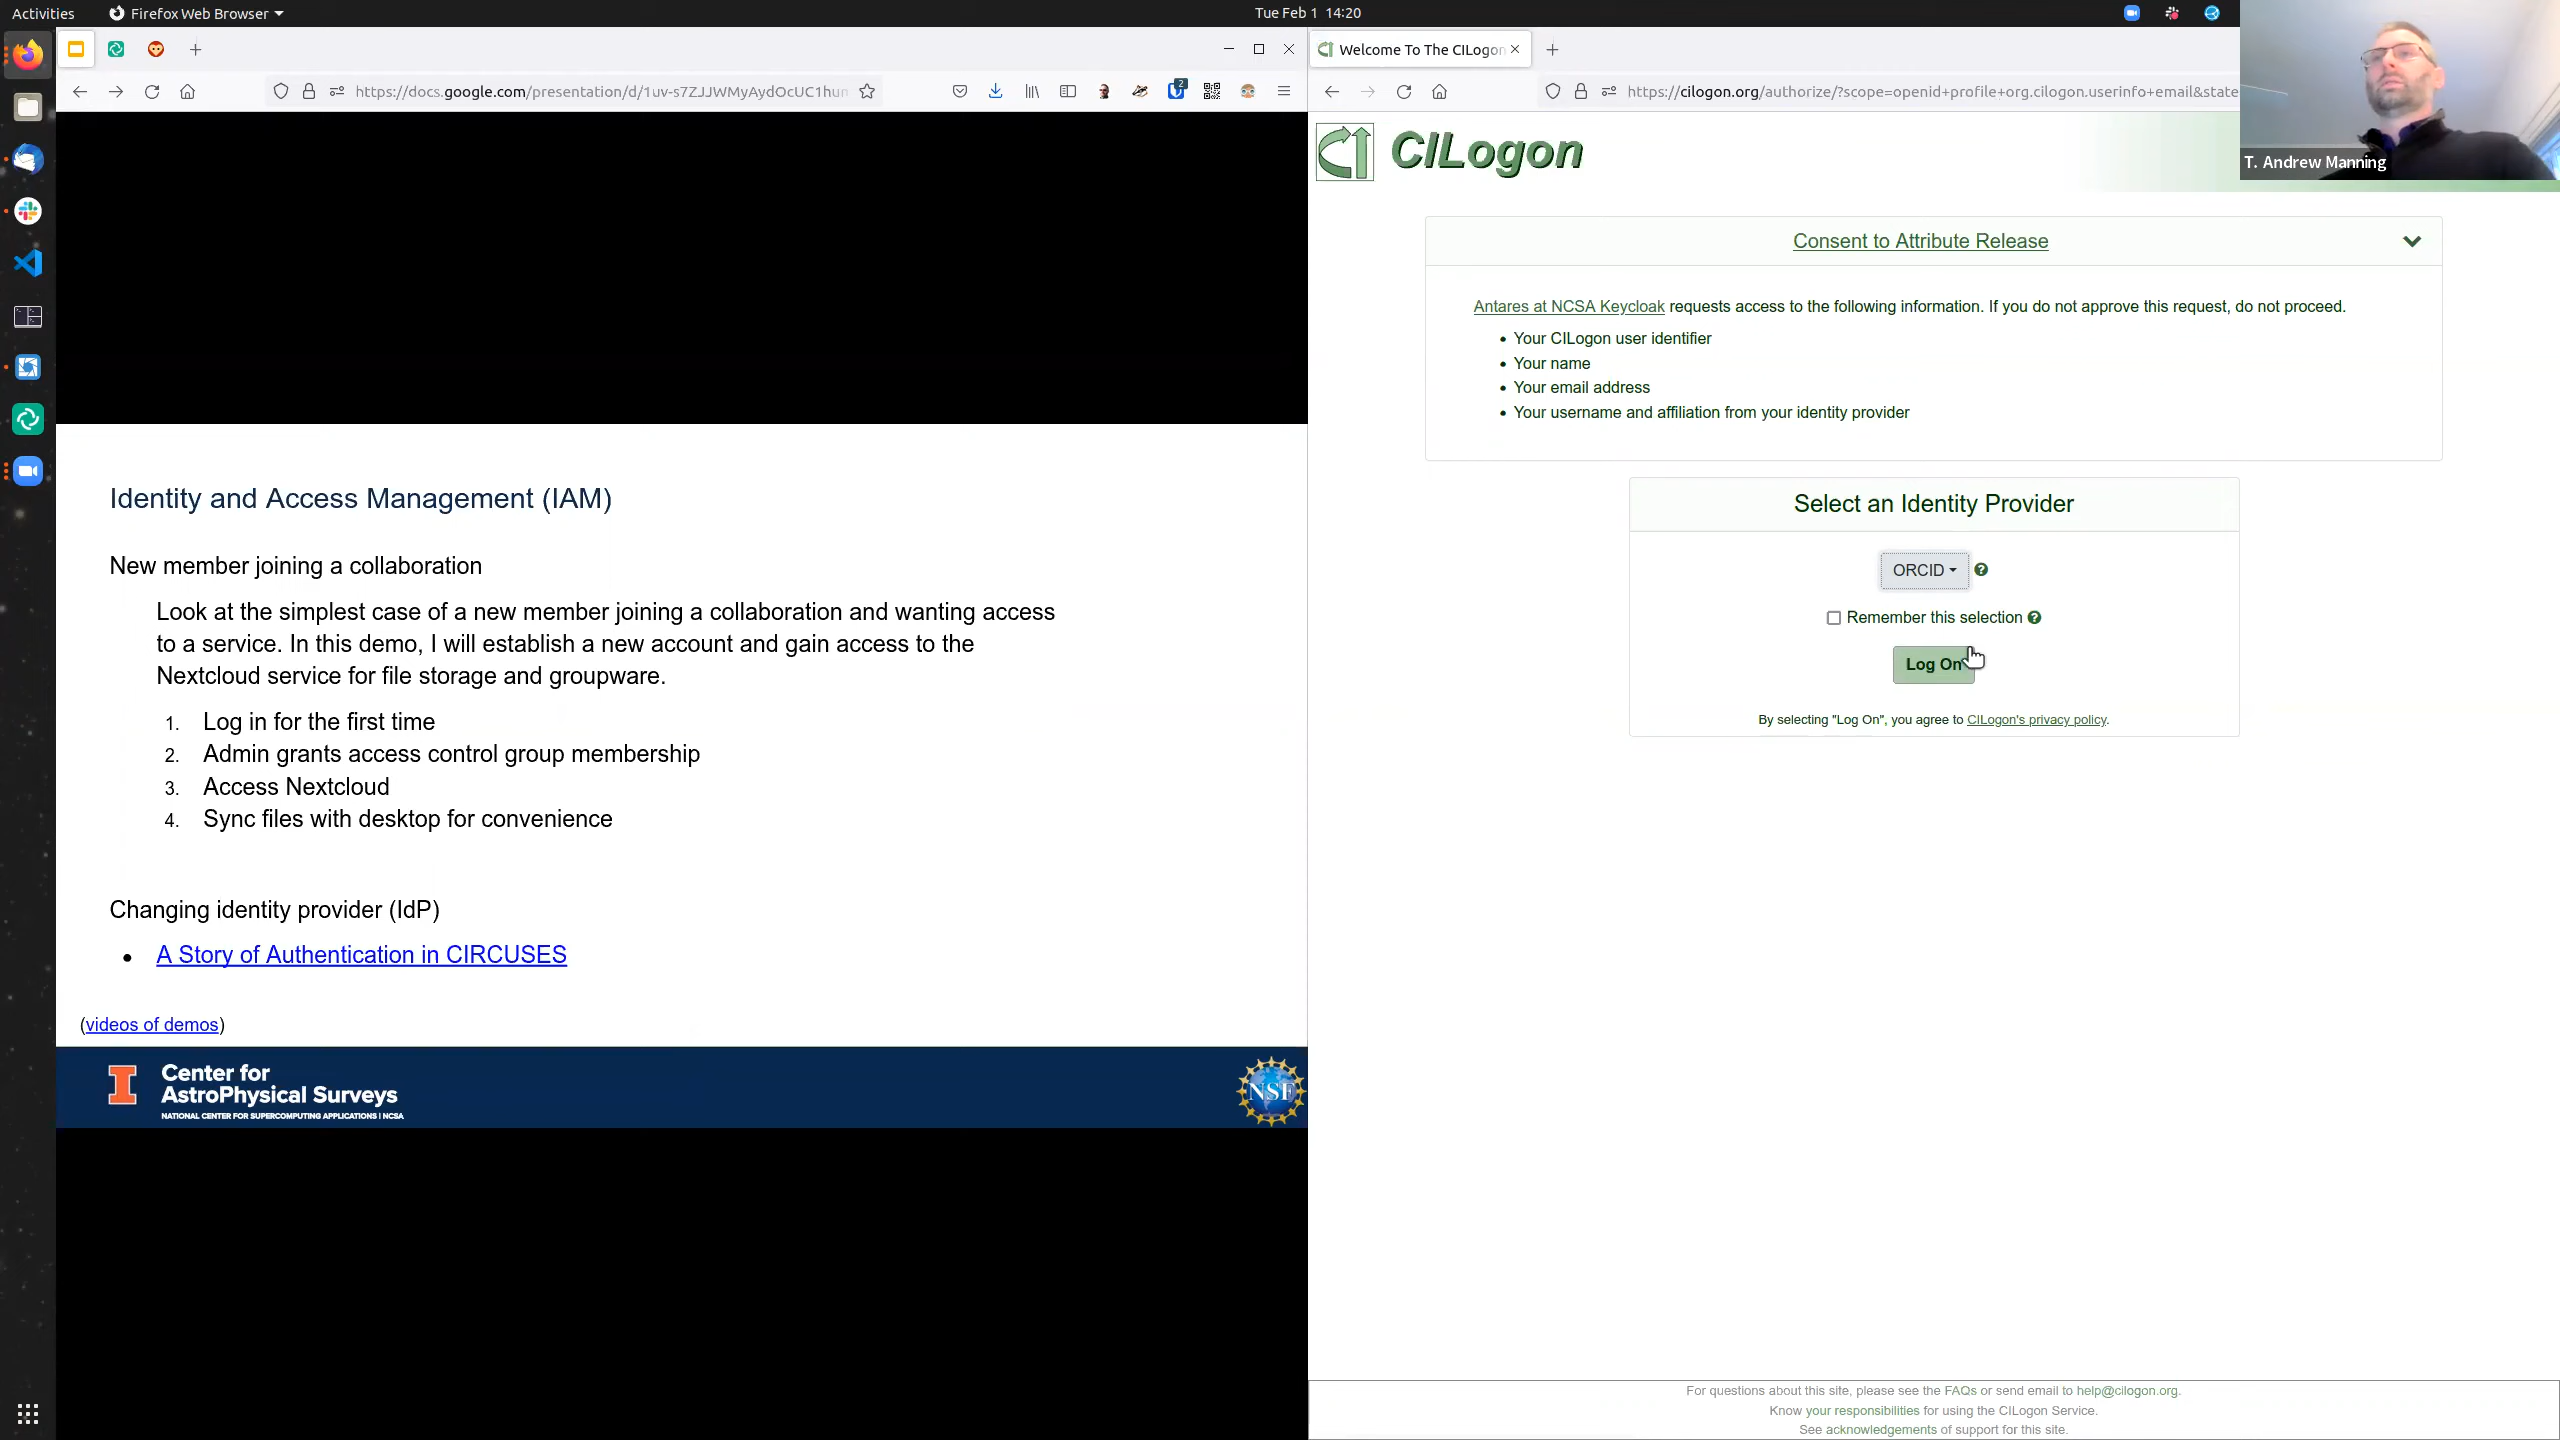 Activities
Firefox Web Browser
Tue Feb 1 14:20
https://docs.google.com/presentation/d/1uv-s7ZJJWMyAydOcUC1hun
2
Identity and Access Management (IAM)
New member joining a collaboration
Look at the simplest case of a new member joining a collaboration and wanting access
to a service. In this demo, I will establish a new account and gain access to the
Nextcloud service for file storage and groupware.
1. Log in for the first time
2. Admin grants access control group membership
3. Access Nextcloud
4. Sync files with desktop for convenience
Changing identity provider (IdP)
• A Story of Authentication in CIRCUSES
(videos of demos)
I
Center for
AstroPhysical Surveys
NATIONAL CENTER FOR SUPERCOMPUTING APPLICATIONS | NCSA
NSF
Welcome To The CILogon
https://cilogon.org/authorize/?scope=openid+profile+org.cilogon.userinfo+email&state
T. Andrew Manning
CILogon
Consent to Attribute Release
Antares at NCSA Keycloak requests access to the following information. If you do not approve this request, do not proceed.
• Your CILogon user identifier
• Your name
• Your email address
• Your username and affiliation from your identity provider
Select an Identity Provider
ORCID
Remember this selection
Log On
By selecting "Log On", you agree to CILogon's privacy policy.
For questions about this site, please see the FAQs or send email to help@cilogon.org.
Know your responsibilities for using the CILogon Service.
See acknowledgements of support for this site.